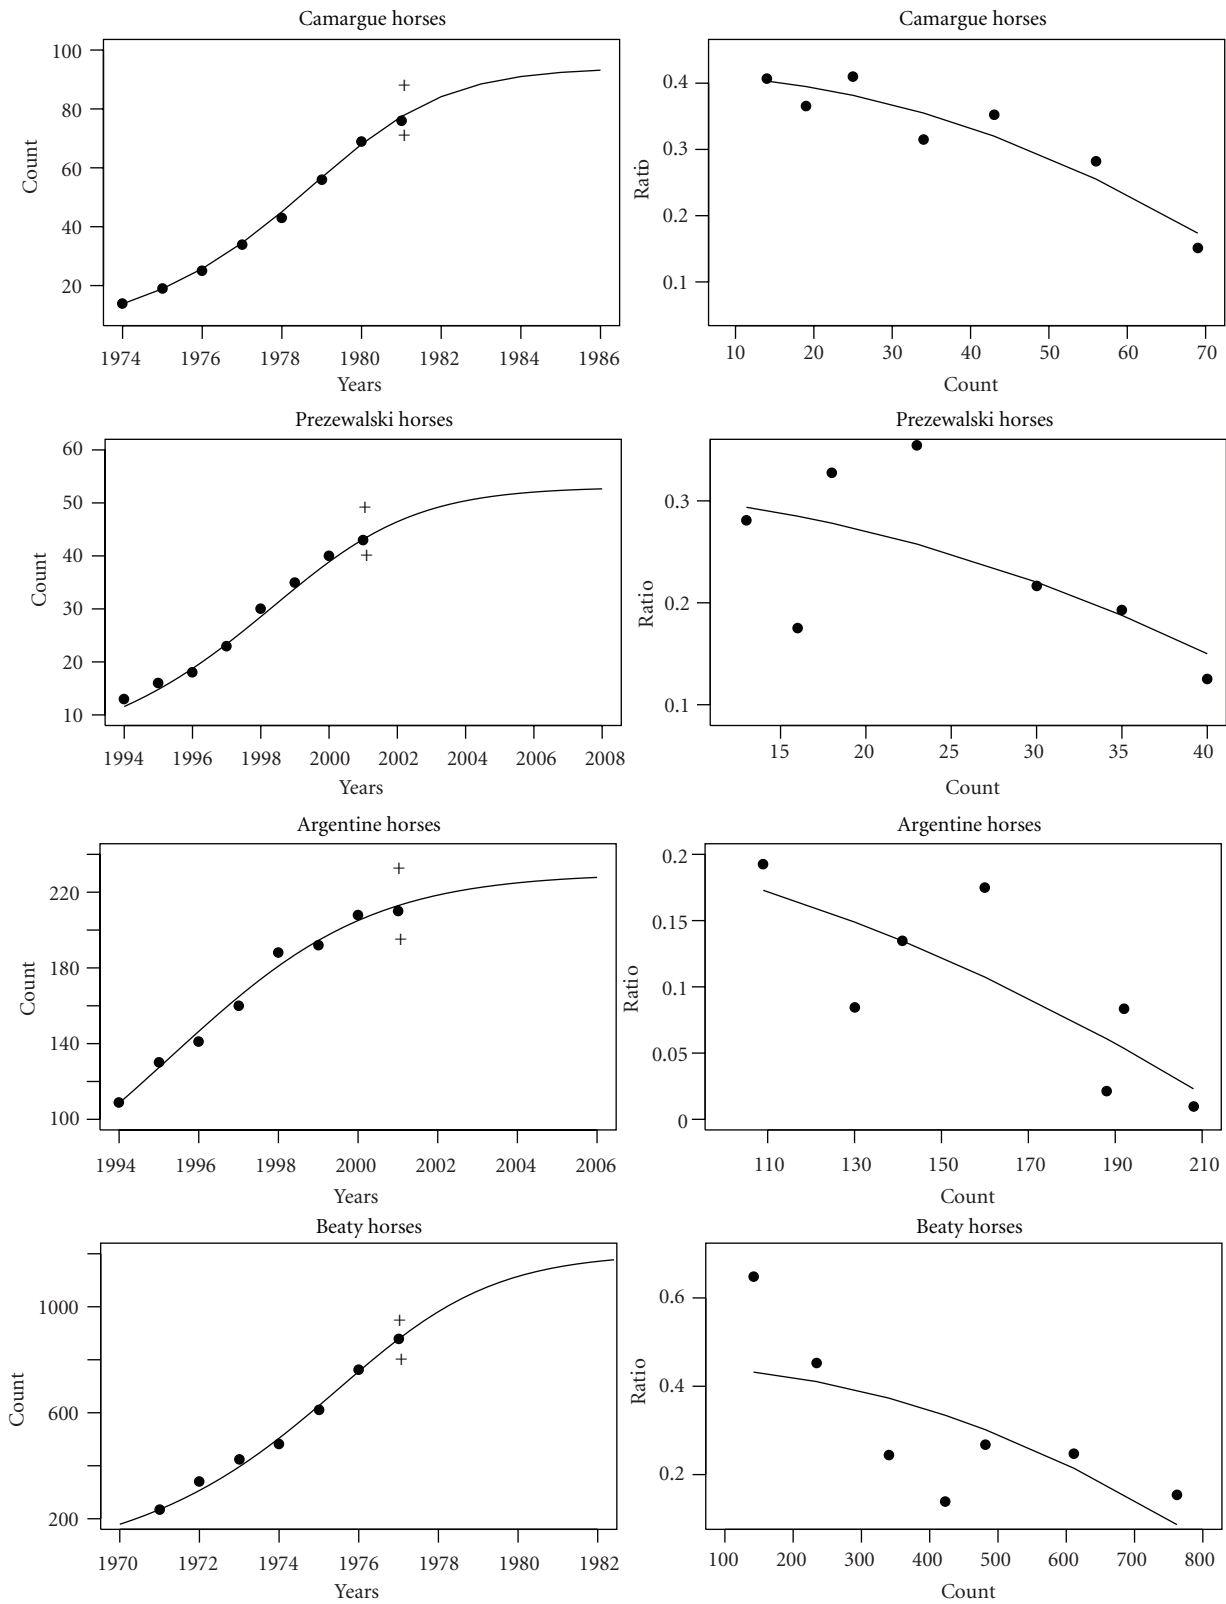 Camargue horses
Count
100
80
60
40
20
1974 1976 1978 1980 1982 1984 1986
Years
Camargue horses
Ratio
0.4
0.3
0.2
0.1
10 20 30 40 50 60 70
Count
Prezewalski horses
Count
60
50
40
30
20
10
1994 1996 1998 2000 2002 2004 2006 2008
Years
Prezewalski horses
Ratio
0.3
0.2
0.1
15 20 25 30 35 40
Count
Argentine horses
Count
220
180
140
100
1994 1996 1998 2000 2002 2004 2006
Years
Argentine horses
Ratio
0.2
0.15
0.1
0.05
0
110 130 150 170 190 210
Count
Beaty horses
Count
1000
600
200
1970 1972 1974 1976 1978 1980 1982
Years
Beaty horses
Ratio
0.6
0.4
0.2
100 200 300 400 500 600 700 800
Count